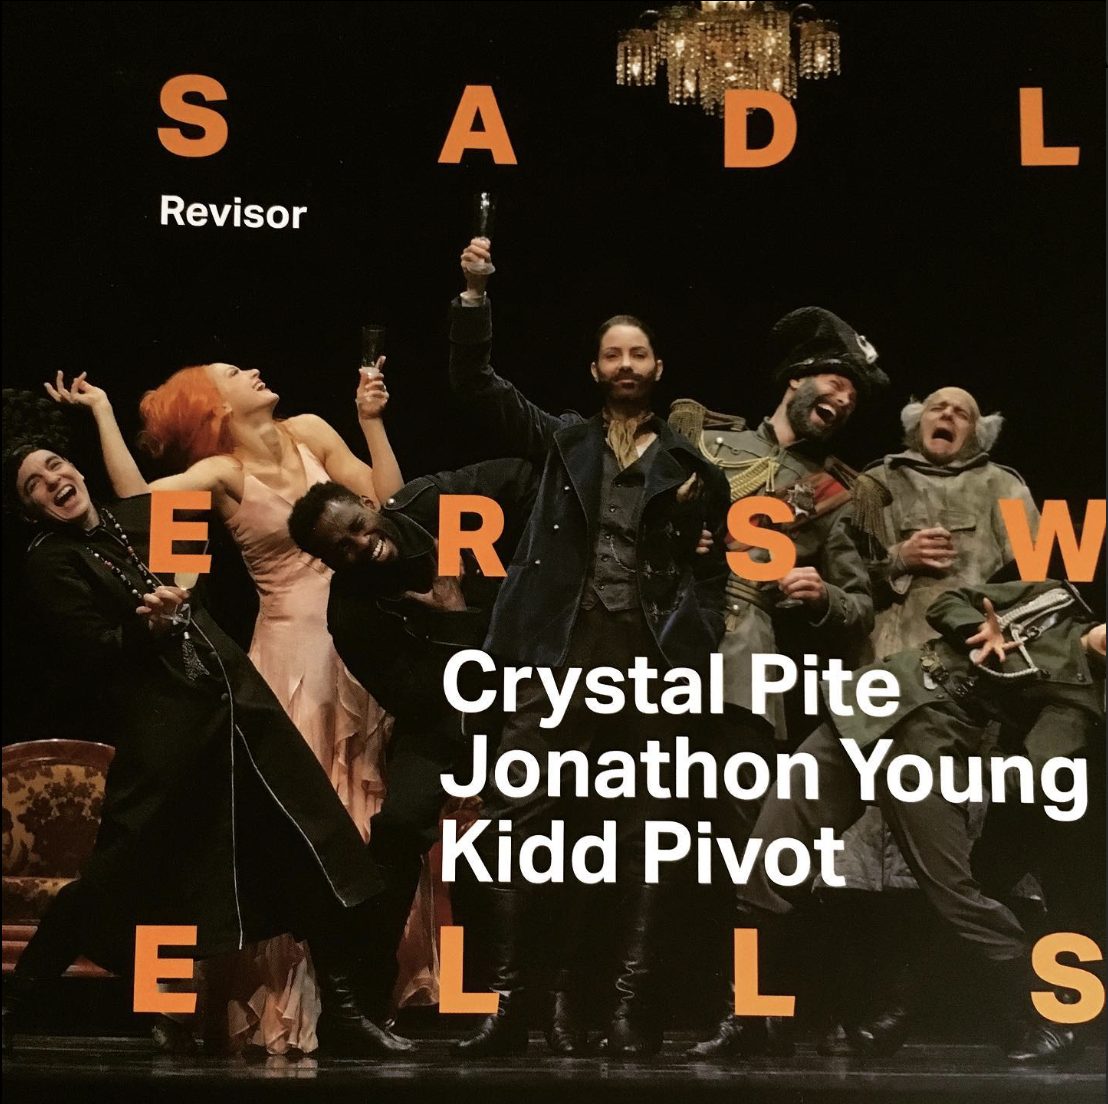 S A D L
Revisor
E R S W
Crystal Pite
Jonathon Young
Kidd Pivot
E L L S